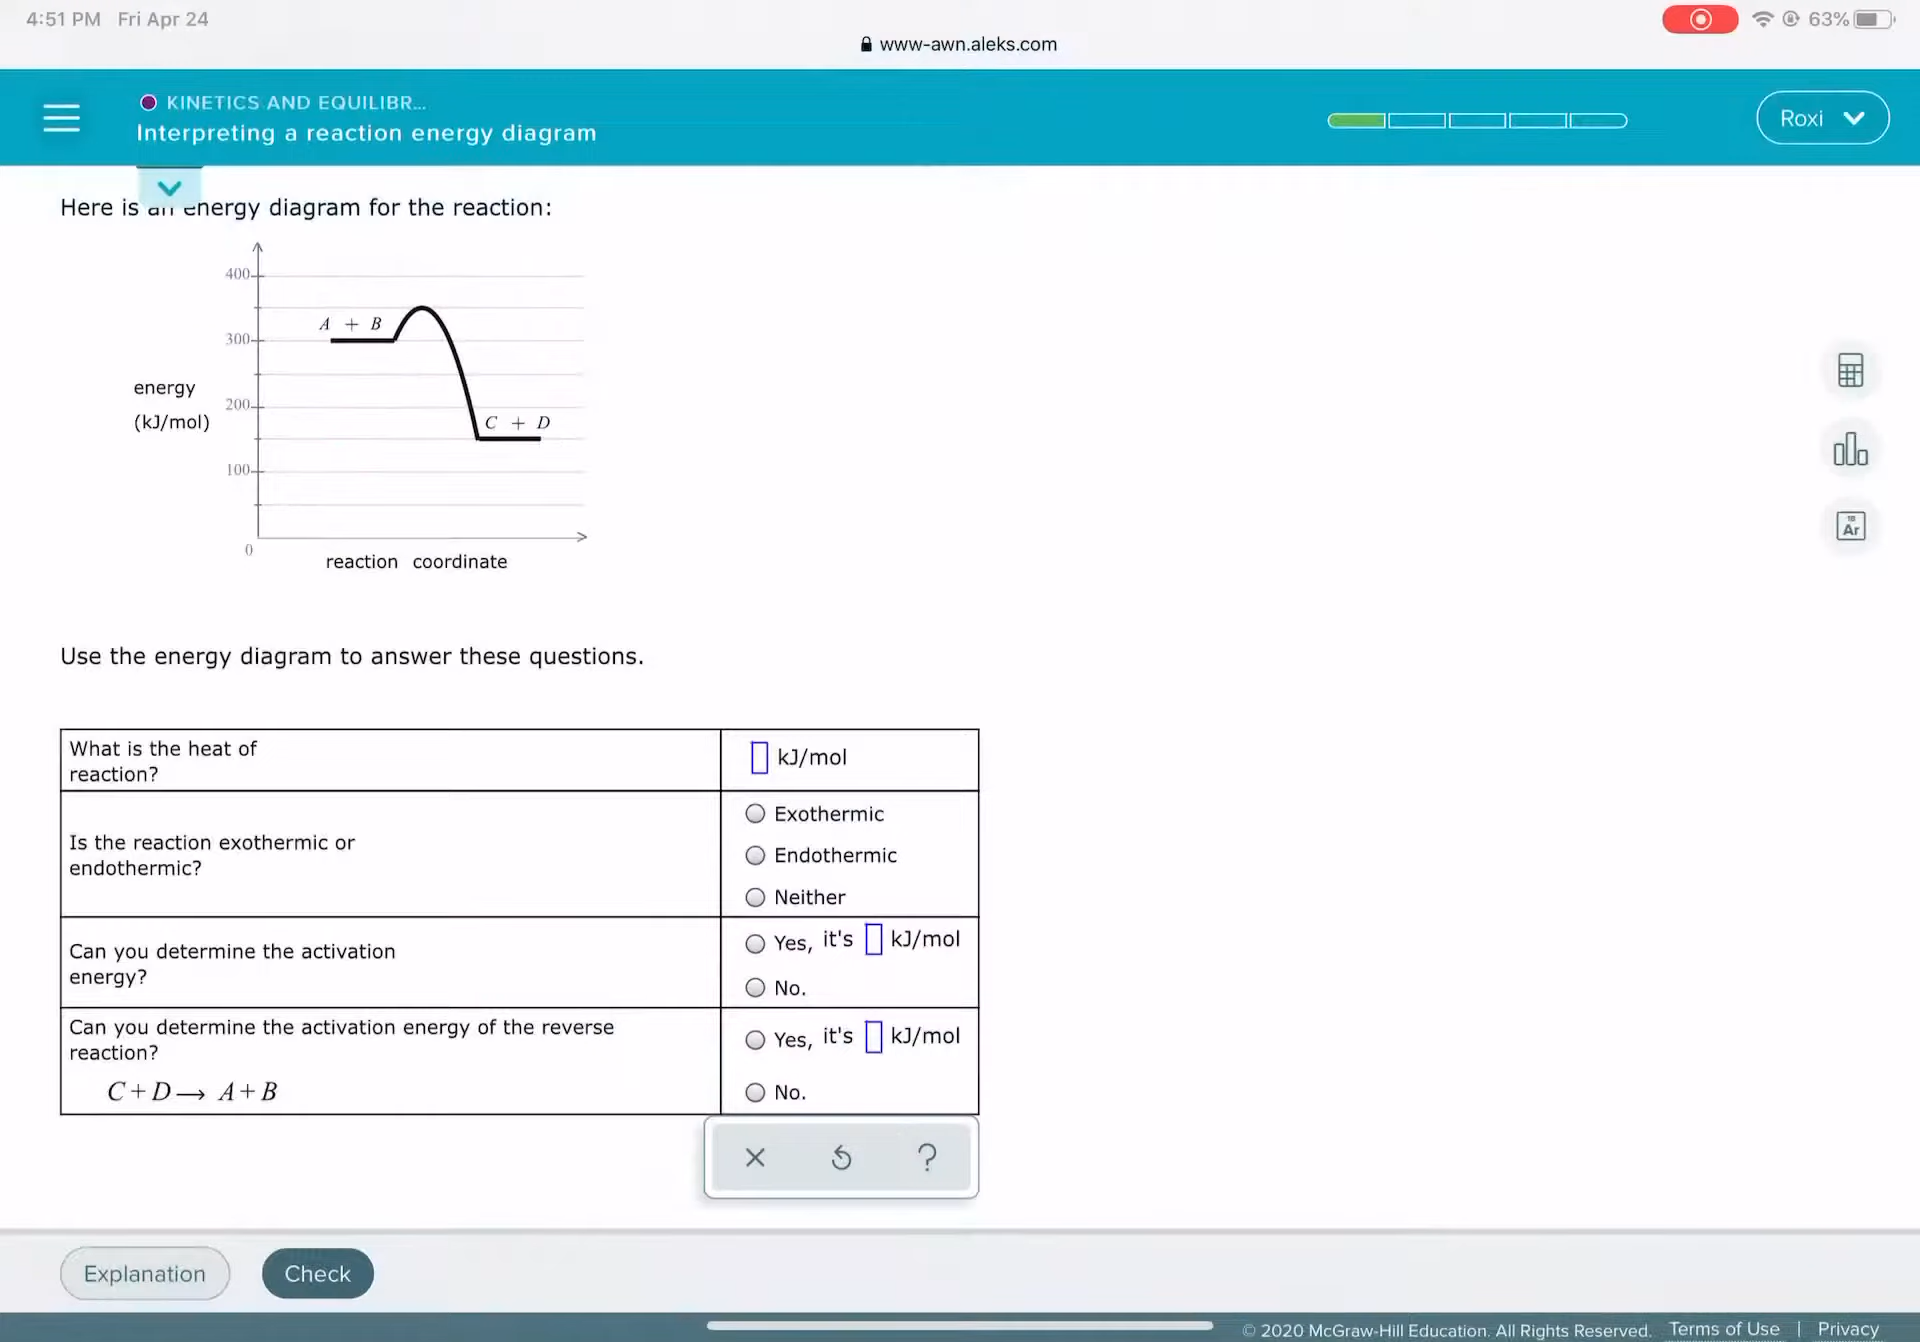 4:51 PM Fri Apr 24
63%
www-awn.aleks.com
KINETICS AND EQUILIBR...
Interpreting a reaction energy diagram
Roxi
Here is an energy diagram for the reaction:
400
A + B
300
energy
(kJ/mol)
200
C + D
100
0
reaction coordinate
18
Ar
Use the energy diagram to answer these questions.
What is the heat of
reaction?
kJ/mol
Is the reaction exothermic or
endothermic?
Exothermic
Endothermic
Neither
Can you determine the activation
energy?
Yes, it's kJ/mol
No.
Can you determine the activation energy of the reverse
reaction?
C + D ⟶ A + B
Yes, it's kJ/mol
No.
?
Explanation
Check
© 2020 McGraw-Hill Education. All Rights Reserved. Terms of Use | Privacy